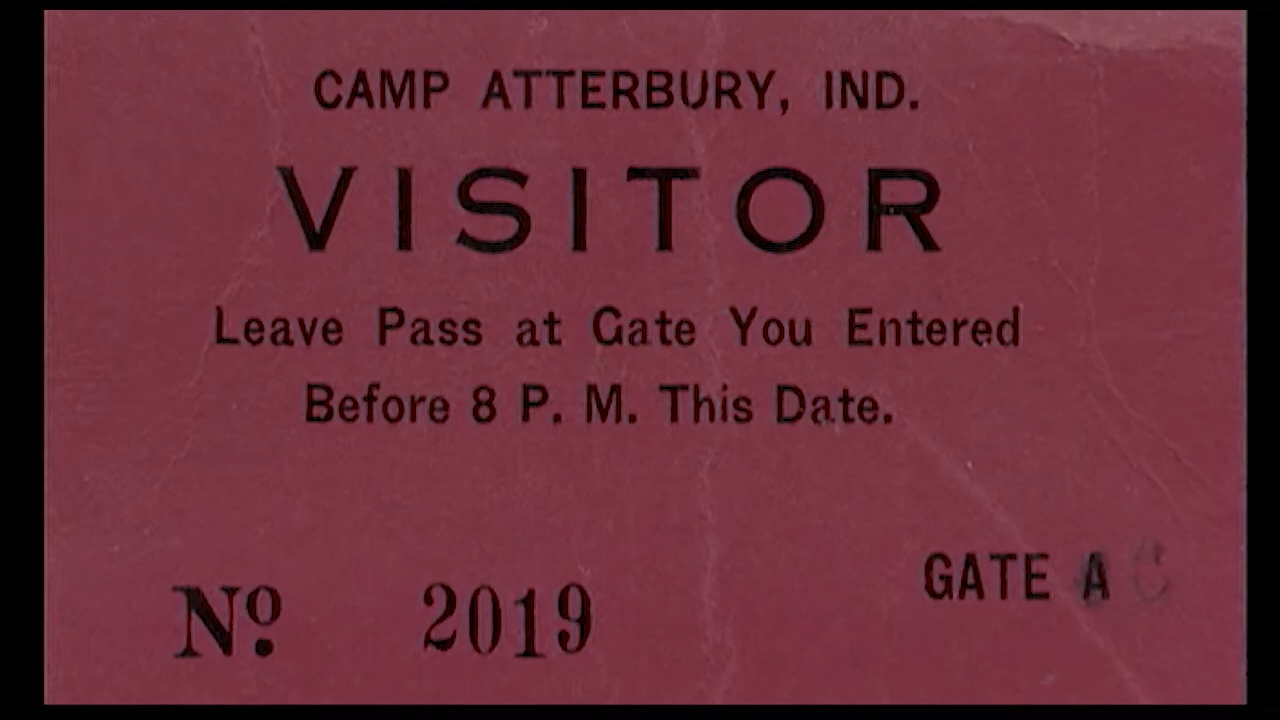 CAMP ATTERBURY, IND.
VISITOR
Leave Pass at Gate You Entered
Before 8 P. M. This Date.
GATE A C
Nº 2019